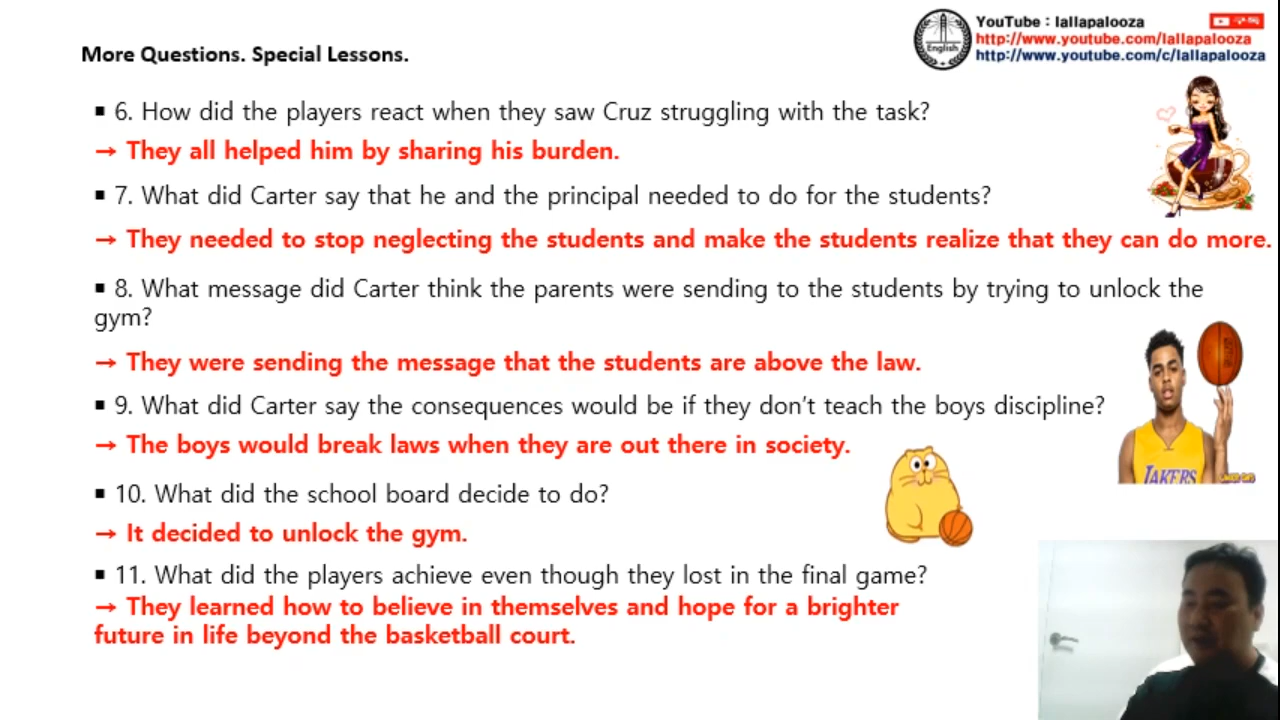 YouTube : lallapalooza
http://www.youtube.com/lallapalooza
http://www.youtube.com/c/lallapalooza
English
More Questions. Special Lessons.
▪ 6. How did the players react when they saw Cruz struggling with the task?
→ They all helped him by sharing his burden.
▪ 7. What did Carter say that he and the principal needed to do for the students?
→ They needed to stop neglecting the students and make the students realize that they can do more.
▪ 8. What message did Carter think the parents were sending to the students by trying to unlock the
gym?
→ They were sending the message that the students are above the law.
▪ 9. What did Carter say the consequences would be if they don't teach the boys discipline?
→ The boys would break laws when they are out there in society.
LAKERS
▪ 10. What did the school board decide to do?
→ It decided to unlock the gym.
▪ 11. What did the players achieve even though they lost in the final game?
→ They learned how to believe in themselves and hope for a brighter
future in life beyond the basketball court.